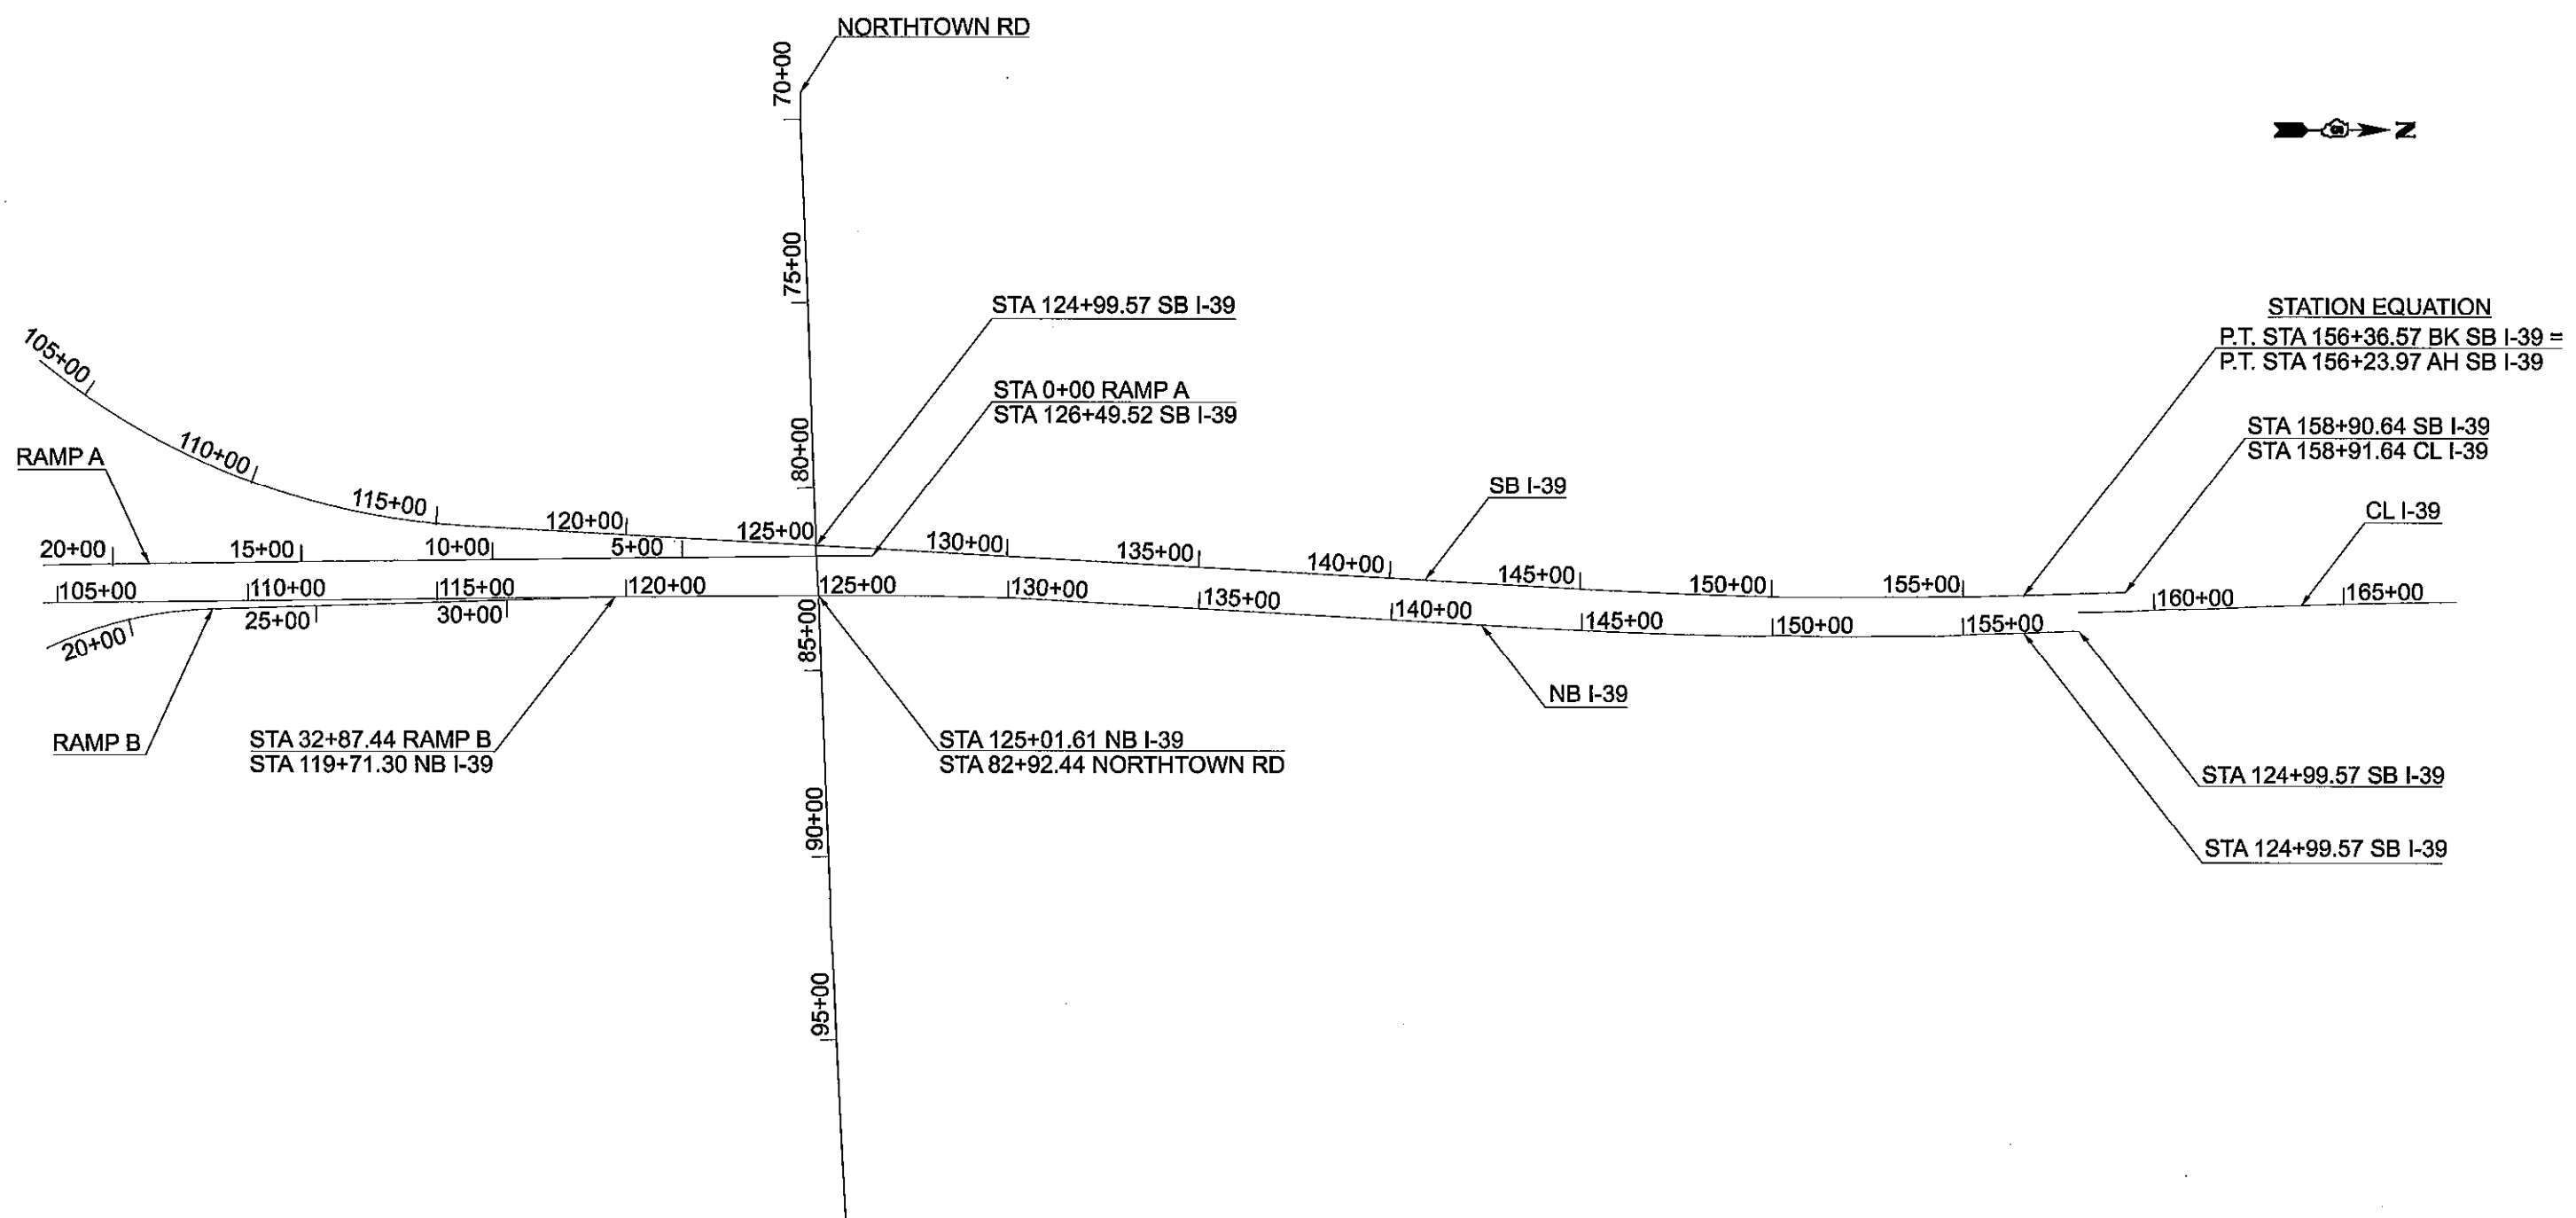 NORTHTOWN RD
70+00
N
75+00
STA 124+99.57 SB I-39
STATION EQUATION
P.T. STA 156+36.57 BK SB I-39 =
P.T. STA 156+23.97 AH SB I-39
105+00
STA 0+00 RAMP A
STA 126+49.52 SB I-39
80+00
110+00
RAMP A
STA 158+90.64 SB I-39
STA 158+91.64 CL I-39
SB I-39
CL I-39
115+00
120+00
125+00
130+00
135+00
140+00
145+00
150+00
155+00
20+00
15+00
10+00
5+00
105+00
110+00
115+00
120+00
125+00
130+00
135+00
140+00
145+00
150+00
155+00
160+00
165+00
20+00
25+00
30+00
85+00
NB I-39
RAMP B
STA 32+87.44 RAMP B
STA 119+71.30 NB I-39
STA 125+01.61 NB I-39
STA 82+92.44 NORTHTOWN RD
STA 124+99.57 SB I-39
STA 124+99.57 SB I-39
90+00
95+00